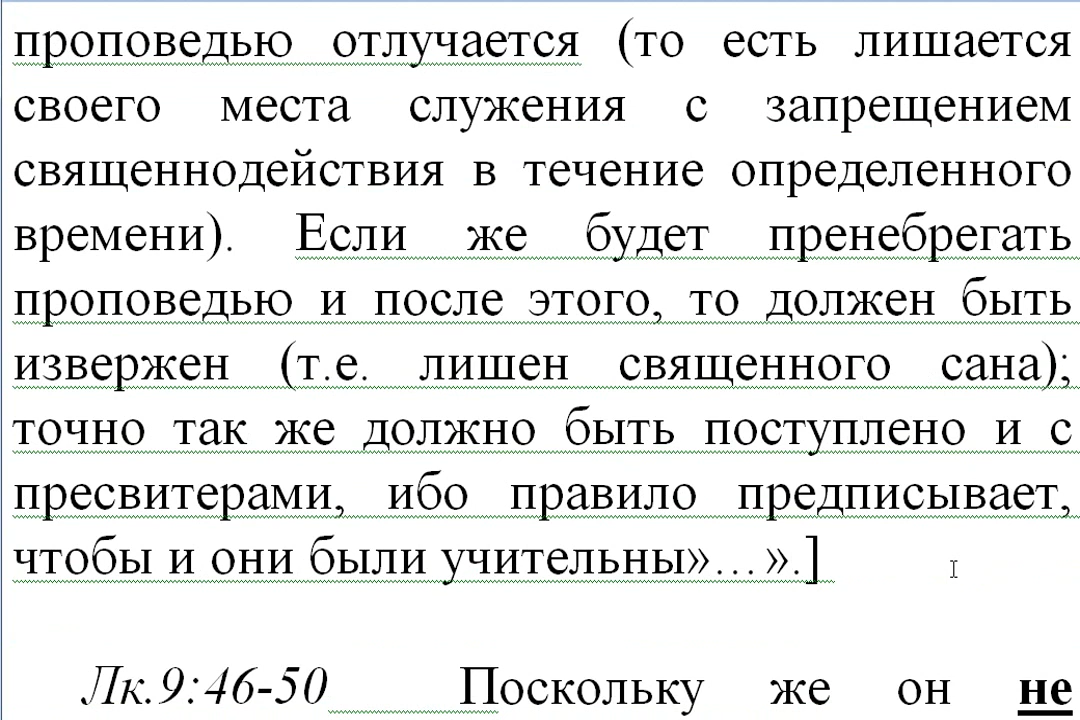 проповедью отлучается (то есть лишается
своего места служения с запрещением
священнодействия в течение определенного
времени). Если же будет пренебрегать
проповедью и после этого, то должен быть
извержен (т.е. лишен священного сана);
точно так же должно быть поступлено и с
пресвитерами, ибо правило предписывает,
чтобы и они были учительны»…».]
Лк.9:46-50 Поскольку же он не